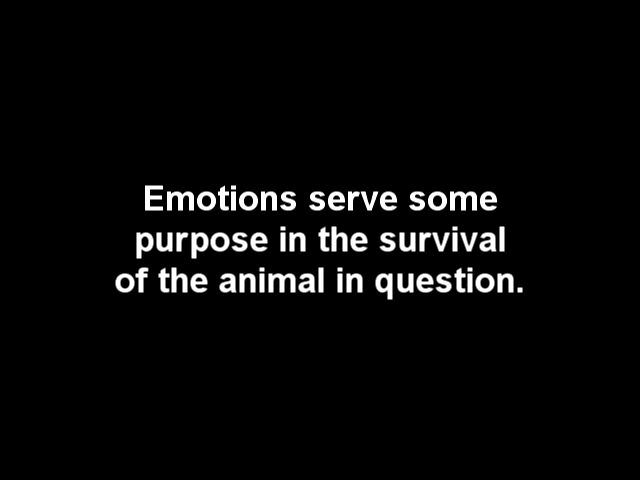 Emotions serve some
purpose in the survival
of the animal in question.